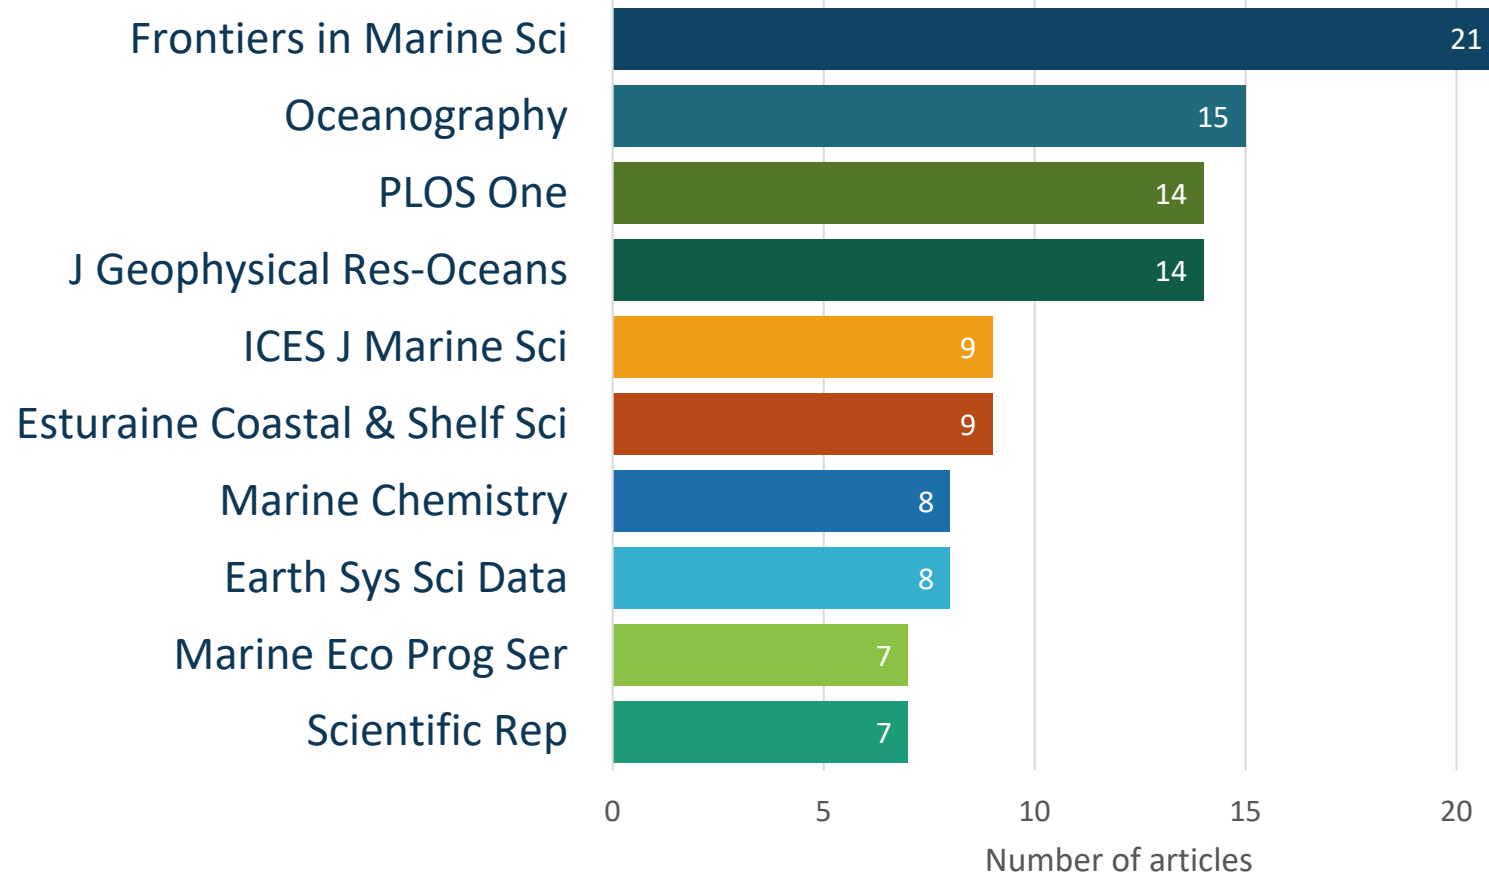 Frontiers in Marine Sci 21
Oceanography 15
PLOS One 14
J Geophysical Res-Oceans 14
ICES J Marine Sci 9
Esturaine Coastal & Shelf Sci 9
Marine Chemistry 8
Earth Sys Sci Data 8
Marine Eco Prog Ser 7
Scientific Rep 7
0 5 10 15 20
Number of articles